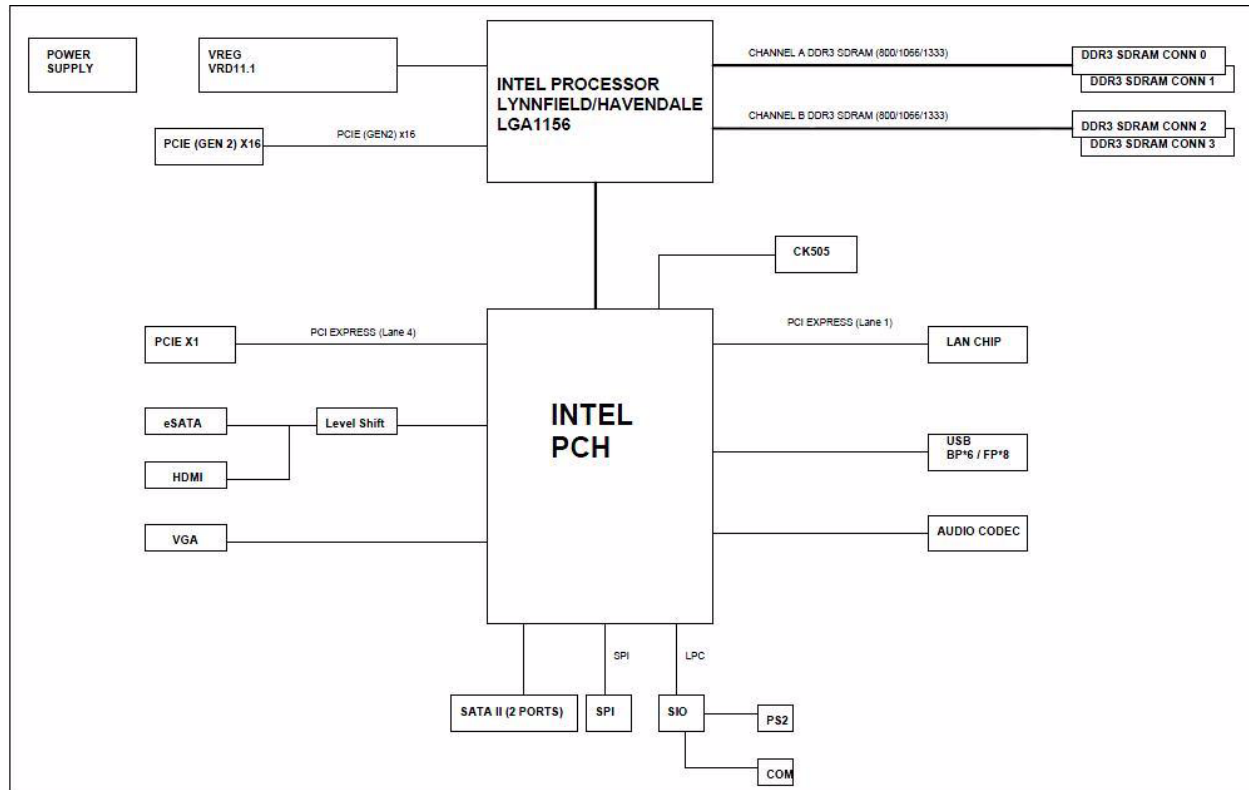 POWER
SUPPLY
VREG
VRD11.1
INTEL PROCESSOR
LYNNFIELD/HAVENDALE
LGA1156
CHANNEL A DDR3 SDRAM (800/1066/1333)
DDR3 SDRAM CONN 0
DDR3 SDRAM CONN 1
CHANNEL B DDR3 SDRAM (800/1066/1333)
DDR3 SDRAM CONN 2
DDR3 SDRAM CONN 3
PCIE (GEN 2) X16
PCIE (GEN2) x16
CK505
PCIE X1
PCI EXPRESS (Lane 4)
PCI EXPRESS (Lane 1)
LAN CHIP
eSATA
Level Shift
HDMI
VGA
INTEL
PCH
USB
BP*6 / FP*8
AUDIO CODEC
SPI
LPC
SATA II (2 PORTS)
SPI
SIO
PS2
COM